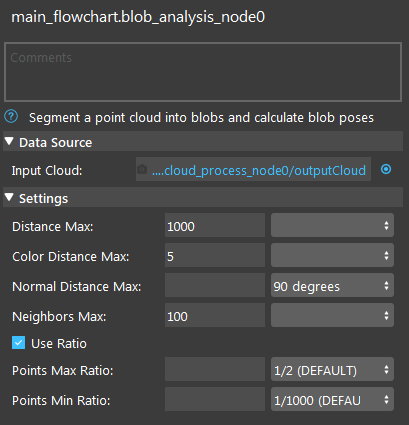 main_flowchart.blob_analysis_node0
Comments
Segment a point cloud into blobs and calculate blob poses
Data Source
Input Cloud: ....cloud_process_node0/outputCloud
Settings
Distance Max: 1000
Color Distance Max: 5
Normal Distance Max: 90 degrees
Neighbors Max: 100
Use Ratio
Points Max Ratio: 1/2 (DEFAULT)
Points Min Ratio: 1/1000 (DEFAU